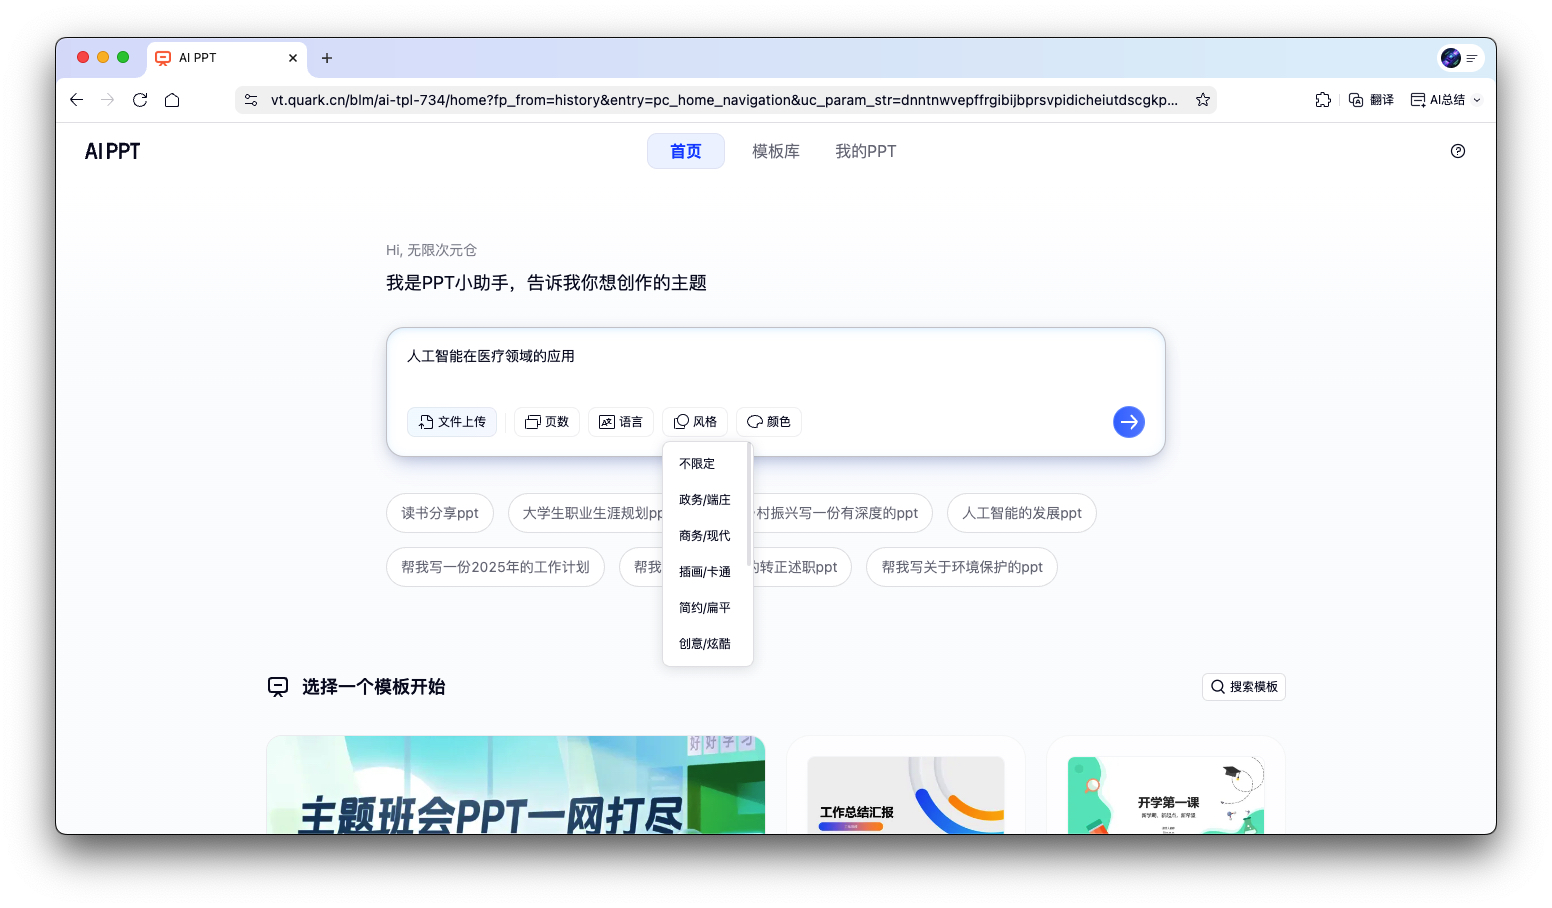 AI PPT
vt.quark.cn/blm/ai-tpl-734/home?fp_from=history&entry=pc_home_navigation&uc_param_str=dnntnwvepffrgibijbprsvpidicheiutdscgkp...
翻译
AI总结
AI PPT
首页
模板库
我的PPT
Hi, 无限次元仓
我是PPT小助手，告诉我你想创作的主题
人工智能在医疗领域的应用
文件上传
页数
语言
风格
颜色
不限定
政务/端庄
商务/现代
插画/卡通
简约/扁平
创意/炫酷
读书分享ppt
大学生职业生涯规划pp
村振兴写一份有深度的ppt
人工智能的发展ppt
帮我写一份2025年的工作计划
帮我
的转正述职ppt
帮我写关于环境保护的ppt
选择一个模板开始
搜索模板
好好学习
主题班会PPT一网打尽
工作总结汇报
开学第一课